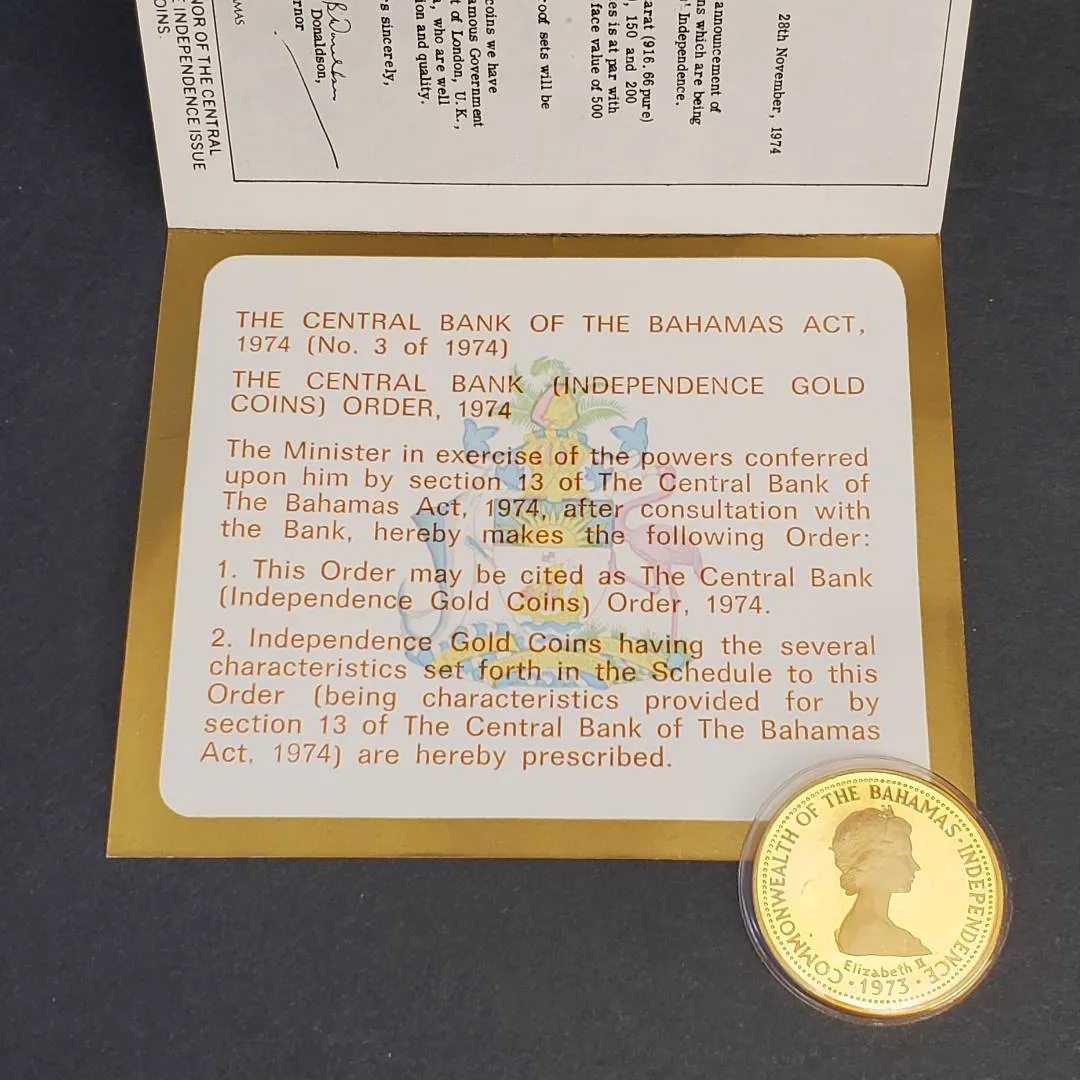 28th November, 1974
announcement of
which are being
Independence.
(916.66 pure)
150 and 200
is at par with
face value of 500
sets will be
coins we have
Government
of London, U.K.,
who are well
and quality.
sincerely,
Donaldson,
NOR OF THE CENTRAL
INDEPENDENCE ISSUE
THE CENTRAL BANK OF THE BAHAMAS ACT,
1974 (No. 3 of 1974)
THE CENTRAL BANK (INDEPENDENCE GOLD
COINS) ORDER, 1974
The Minister in exercise of the powers conferred
upon him by section 13 of The Central Bank of
The Bahamas Act, 1974, after consultation with
the Bank, hereby makes the following Order:
1. This Order may be cited as The Central Bank
(Independence Gold Coins) Order, 1974.
2. Independence Gold Coins having the several
characteristics set forth in the Schedule to this
Order (being characteristics provided for by
section 13 of The Central Bank of The Bahamas
Act, 1974) are hereby prescribed.
COMMONWEALTH OF THE BAHAMAS · INDEPENDENCE
Elizabeth II
· 1973 ·